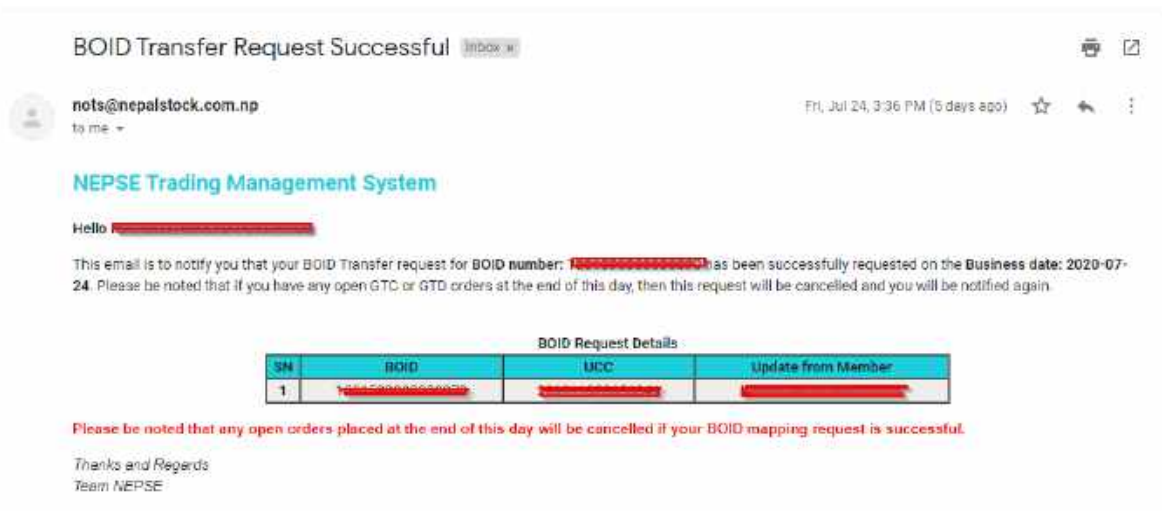 BOID Transfer Request Successful Inbox x
nots@nepalstock.com.np
Fri, Jul 24, 3:36 PM (5 days ago)
to me
NEPSE Trading Management System
Hello
This email is to notify you that your BOID Transfer request for BOID number: has been successfully requested on the Business date: 2020-07-
24. Please be noted that if you have any open GTC or GTD orders at the end of this day, then this request will be cancelled and you will be notified again.
BOID Request Details
SN BOID UCC Update from Member
1
Please be noted that any open orders placed at the end of this day will be cancelled if your BOID mapping request is successful.
Thanks and Regards
Team NEPSE